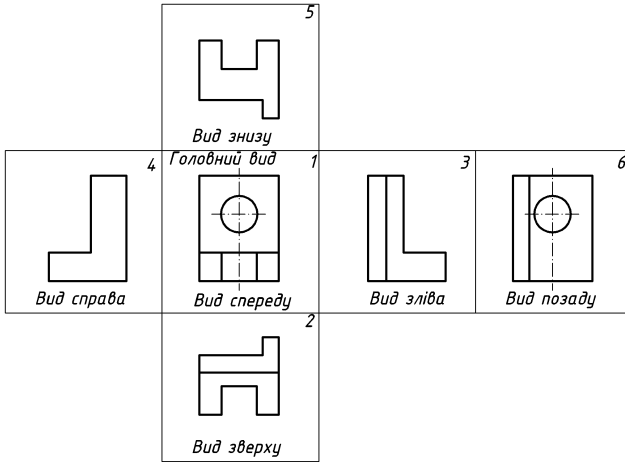 5
Вид знизу
4
Головний вид
1
3
6
Вид справа
Вид спереду
Вид зліва
Вид позаду
2
Вид зверху